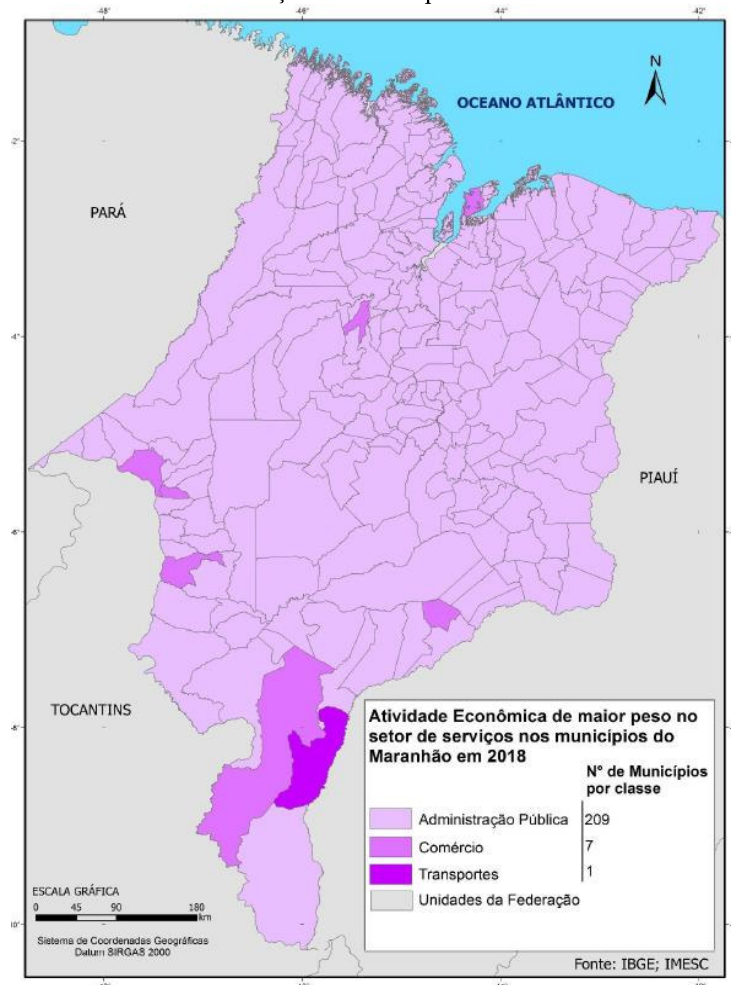 -46
-44
-42
N
OCEANO ATLÂNTICO
-2°
PARÁ
-4°
PIAUÍ
-6°
TOCANTINS
-8°
Atividade Econômica de maior peso no
setor de serviços nos municípios do
Maranhão em 2018
N° de Municípios
por classe
Administração Pública 209
Comércio 7
Transportes 1
Unidades da Federação
ESCALA GRÁFICA
0 45 90 180
km
-10°
Sistema de Coordenadas Geográficas
Datum SIRGAS 2000
Fonte: IBGE; IMESC